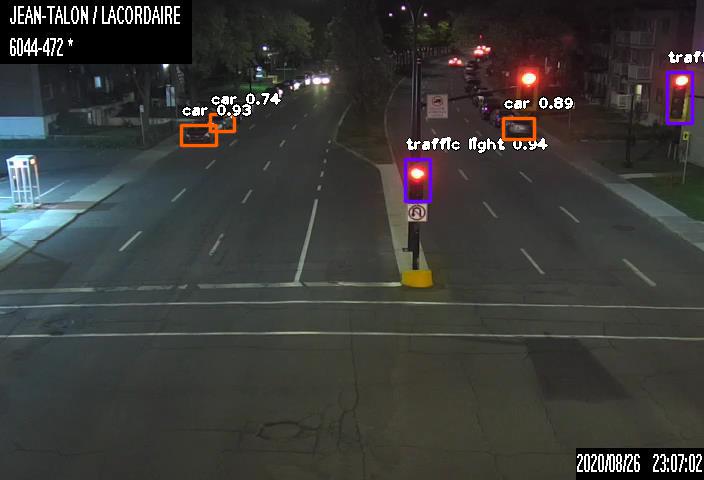 JEAN-TALON / LACORDAIRE
6044-472 *
traf
car 0.74
car 0.93
car 0.89
traffic light 0.94
2020/08/26 23:07:02